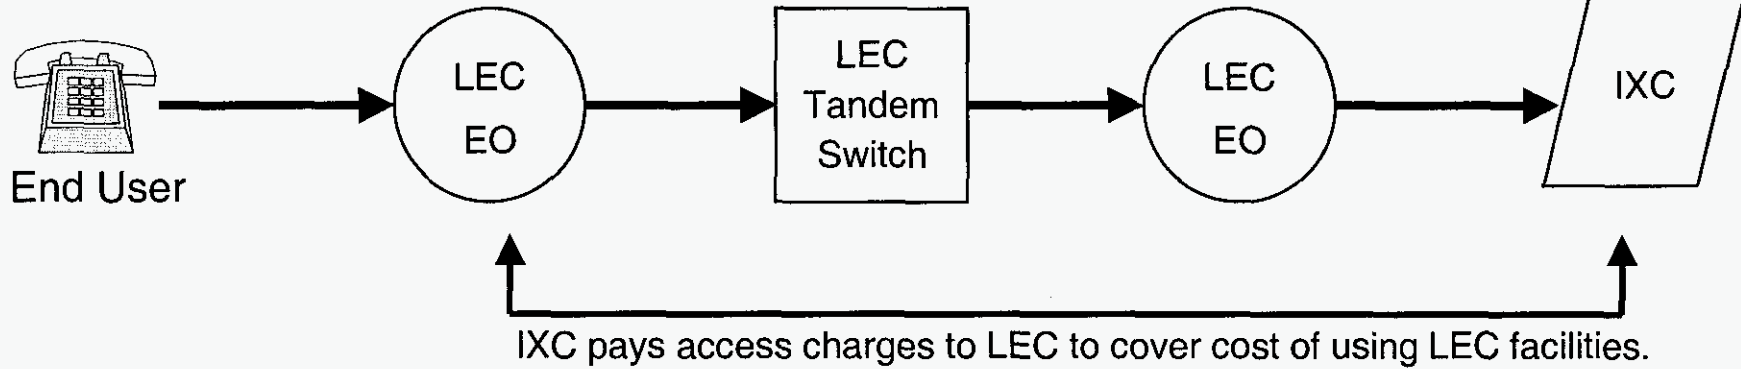 End User
LEC
EO
LEC
Tandem
Switch
LEC
EO
IXC
IXC pays access charges to LEC to cover cost of using LEC facilities.